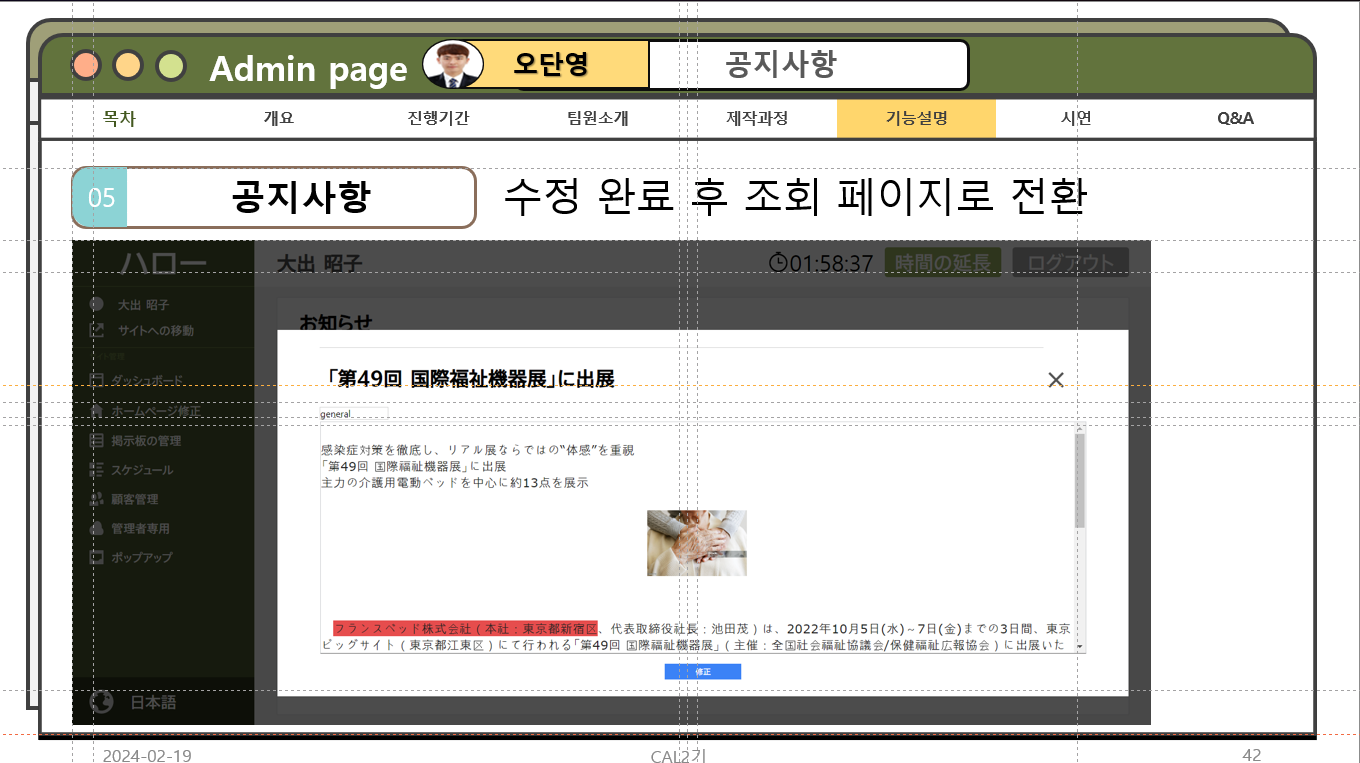 Admin page
오단영
공지사항
목차
개요
진행기간
팀원소개
제작과정
기능설명
시연
Q&A
05
공지사항
수정 완료 후 조회 페이지로 전환
ハロー
大出 昭子
01:58:37
時間の延長
ログアウト
大出 昭子
サイトへの移動
ダッシュボード
ホームページ修正
掲示板の管理
スケジュール
顧客管理
管理者専用
ポップアップ
日本語
お知らせ
「第49回 国際福祉機器展」に出展
general
感染症対策を徹底し、リアル展ならではの“体感”を重視
「第49回 国際福祉機器展」に出展
主力の介護用電動ベッドを中心に約13点を展示
フランスベッド株式会社（本社：東京都新宿区、代表取締役社長：池田茂）は、2022年10月5日(水)～7日(金)までの3日間、東京
ビッグサイト（東京都江東区）にて行われる「第49回 国際福祉機器展」（主催：全国社会福祉協議会/保健福祉広報協会）に出展いた
修正
2024-02-19
CAL2기
42